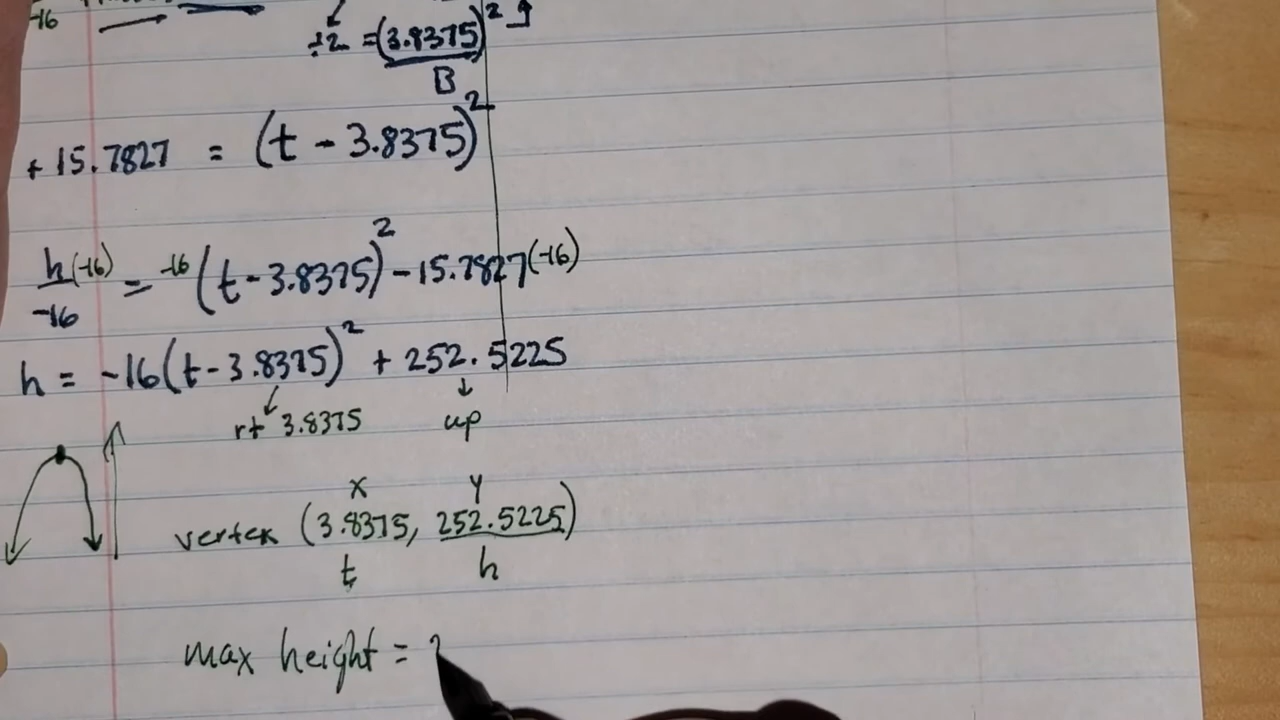 -16
÷2 = (3.8375)²
B
+ 15.7827 = (t - 3.8375)²
h/-16 (-16) = -16 (t - 3.8375)² - 15.7827 (-16)
h = -16(t - 3.8375)² + 252.5225
rt 3.8375 up
x y
vertex (3.8375, 252.5225)
t h
max height =